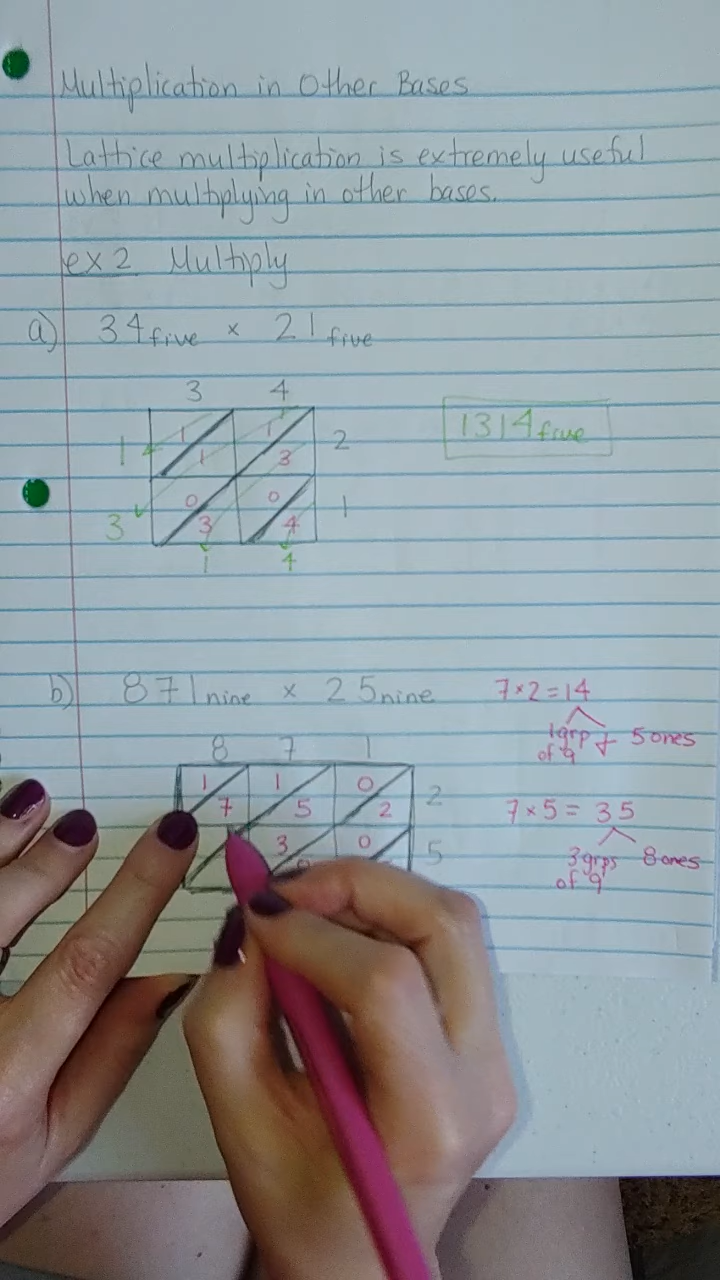 Multiplication in Other Bases
Lattice multiplication is extremely useful
when multiplying in other bases.
ex 2 Multiply
a) 34five × 21five
3 4
1 1 1 2
1 3
0 0 1
3 3 4
1 4
1314five
b) 871nine × 25nine
8 7 1
1 1 0 2
7 5 2
3 0 5
7×2=14
1grp + 5 ones
of 9
7×5=35
3grps 8 ones
of 9